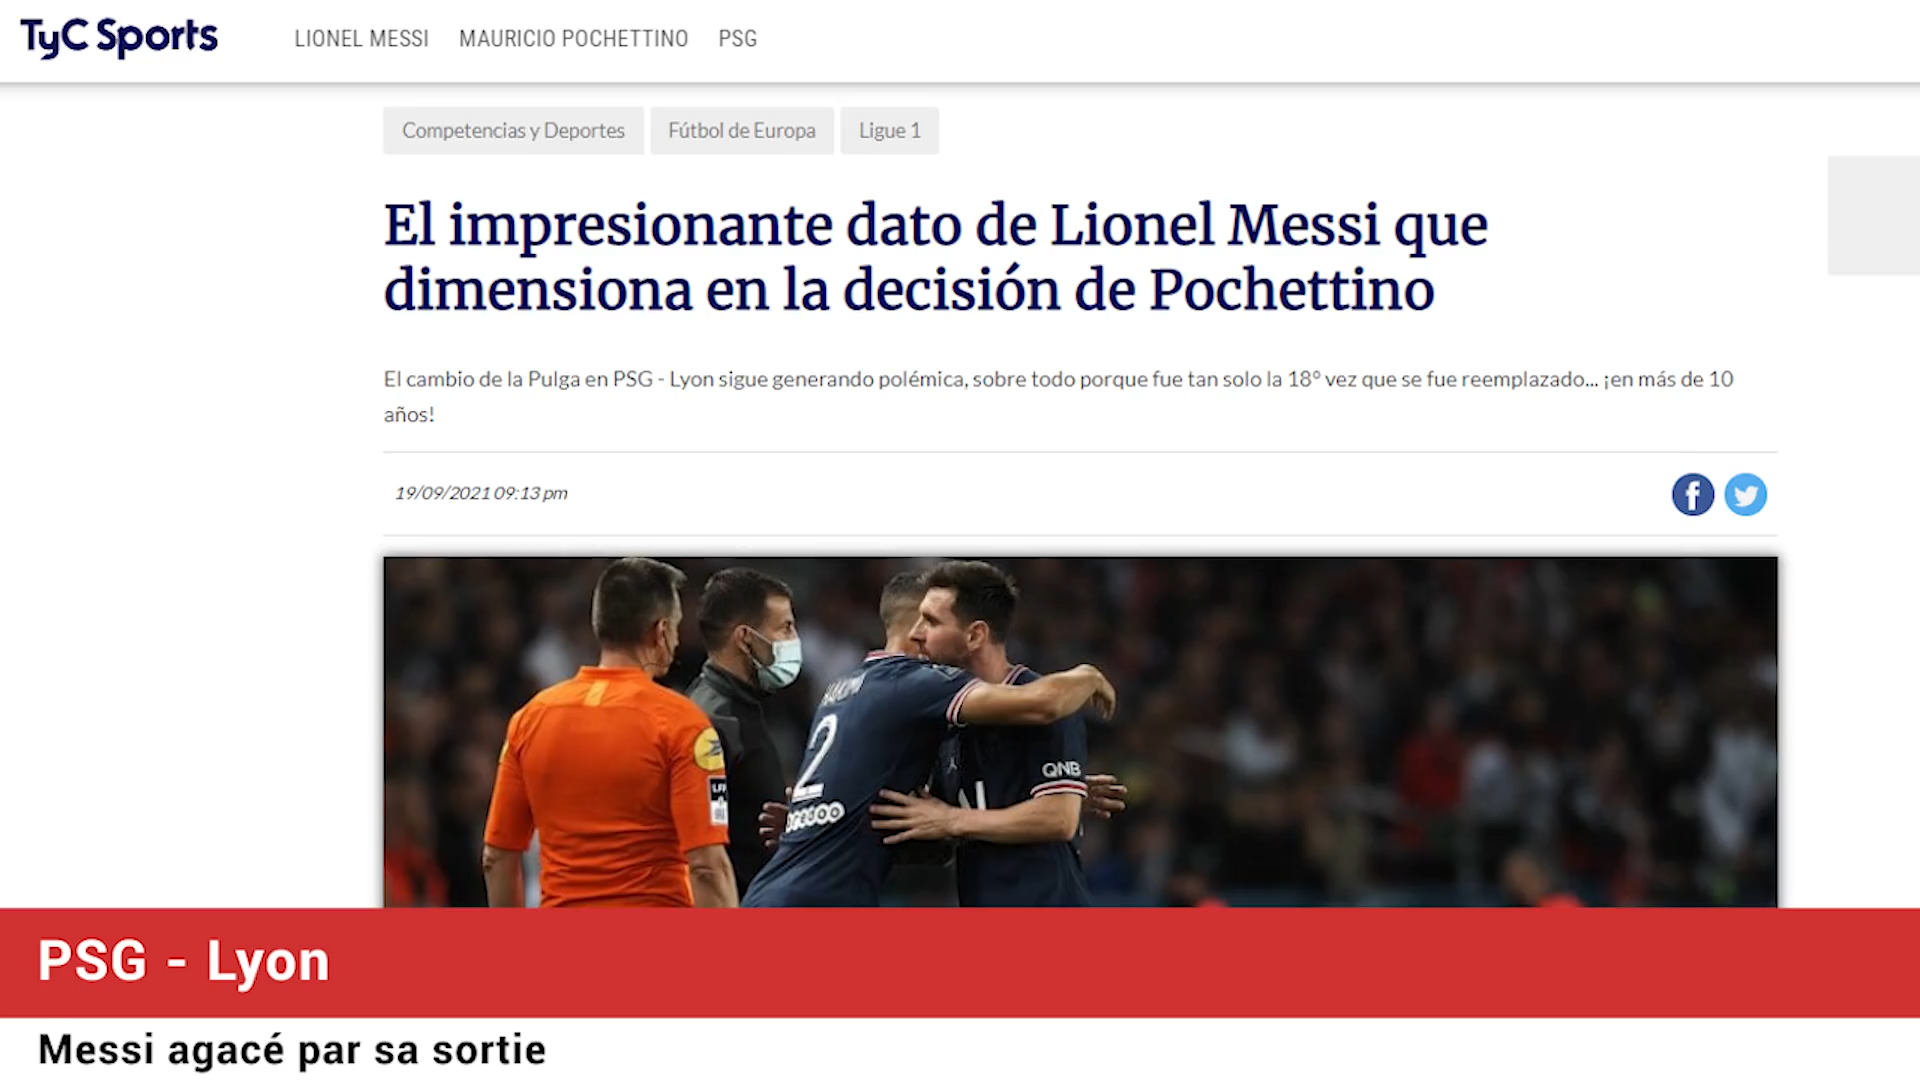 TyC Sports
LIONEL MESSI MAURICIO POCHETTINO PSG
Competencias y Deportes Fútbol de Europa Ligue 1
El impresionante dato de Lionel Messi que
dimensiona en la decisión de Pochettino
El cambio de la Pulga en PSG - Lyon sigue generando polémica, sobre todo porque fue tan solo la 18° vez que se fue reemplazado... ¡en más de 10
años!
19/09/2021 09:13 pm
HAKIMI
2
ooredoo
QNB
PSG - Lyon
Messi agacé par sa sortie